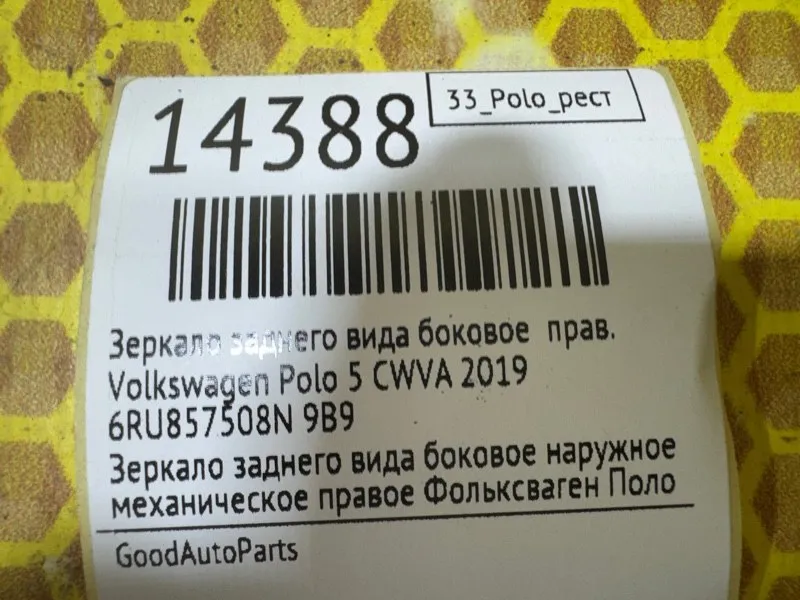 14388
33_Polo_рест
Зеркало заднего вида боковое прав.
Volkswagen Polo 5 CWVA 2019
6RU857508N 9B9
Зеркало заднего вида боковое наружное
механическое правое Фольксваген Поло
GoodAutoParts